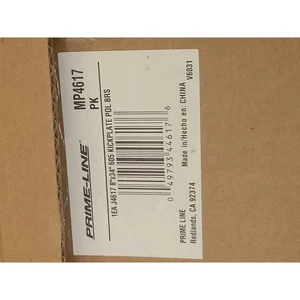 PRIME-LINE
MP4617
PK
1EA J4617 8"x34" 605 KICKPLATE POL BRS
0 49793 44617 6
PRIME LINE
Redlands, CA 92374
Made in/Hecho en: CHINA
V6031